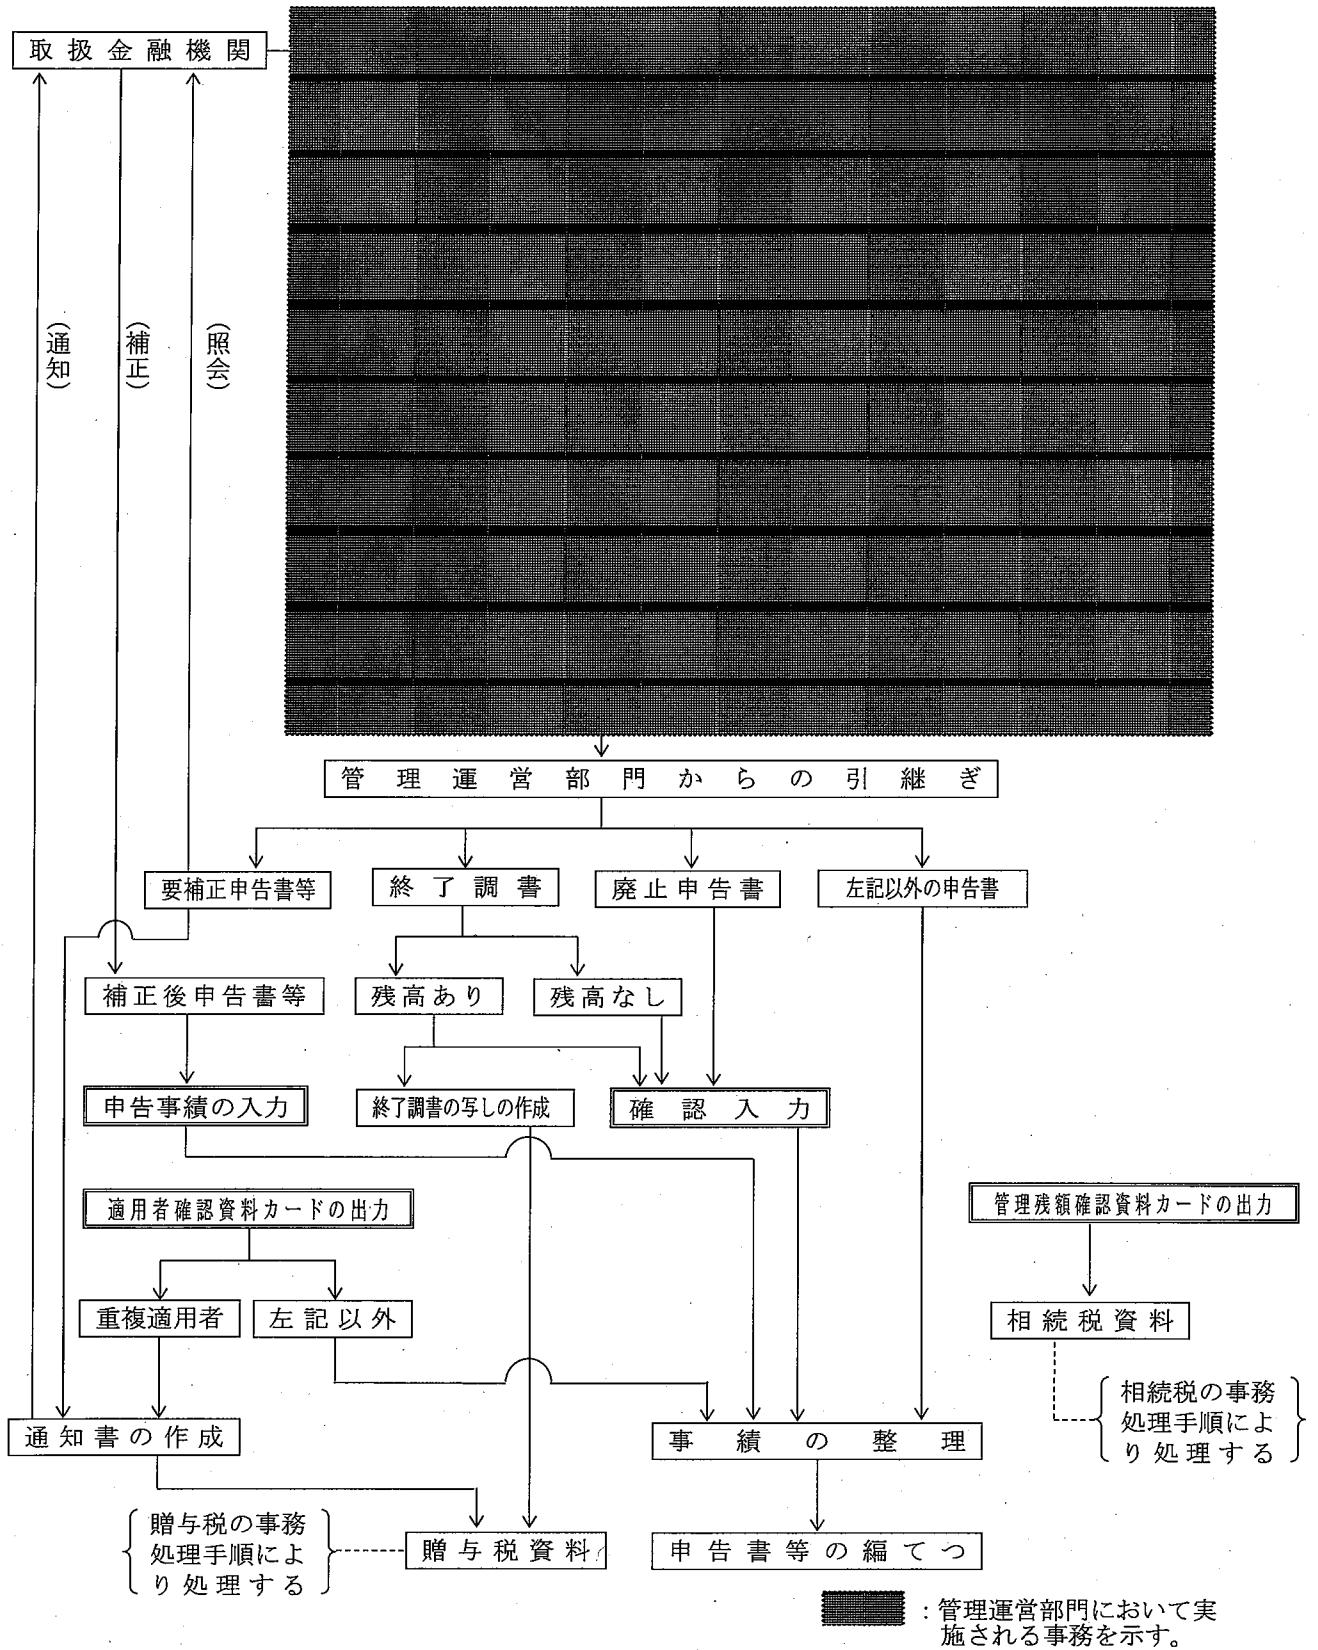 取扱金融機関
（通知）
（補正）
（照会）
管理運営部門からの引継ぎ
要補正申告書等
終了調書
廃止申告書
左記以外の申告書
補正後申告書等
残高あり
残高なし
申告事績の入力
終了調書の写しの作成
確認入力
適用者確認資料カードの出力
管理残額確認資料カードの出力
重複適用者
左記以外
相続税資料
相続税の事務
処理手順によ
り処理する
通知書の作成
事績の整理
贈与税の事務
処理手順によ
り処理する
贈与税資料
申告書等の編てつ
：管理運営部門において実
施される事務を示す。